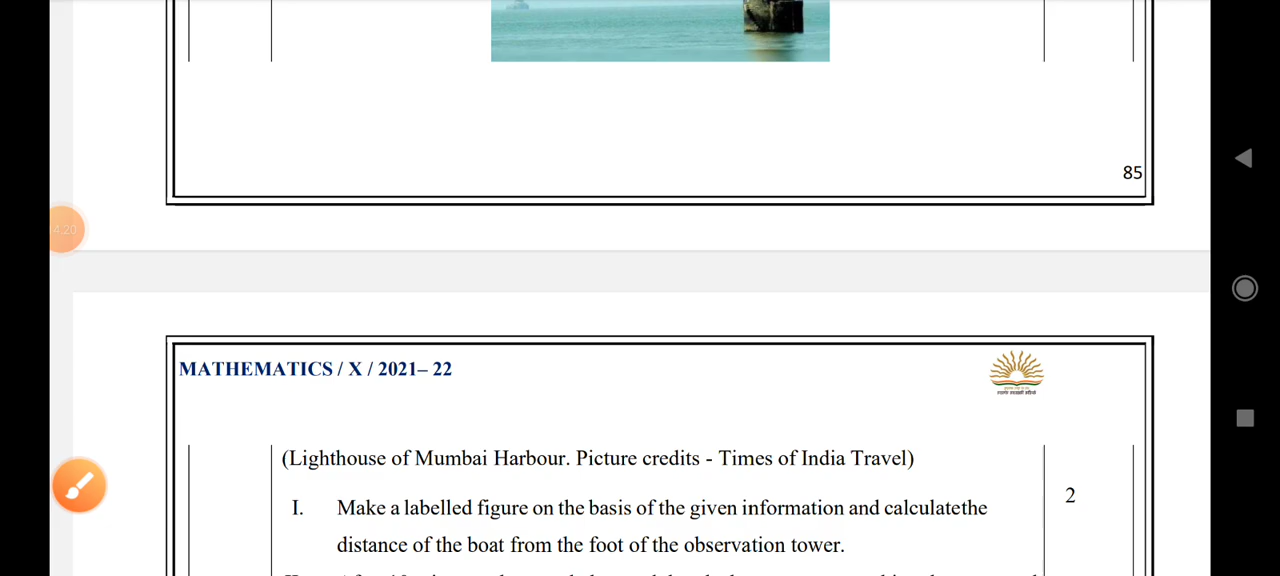 85
4:20
MATHEMATICS / X / 2021– 22
(Lighthouse of Mumbai Harbour. Picture credits - Times of India Travel)
I. Make a labelled figure on the basis of the given information and calculatethe
2
distance of the boat from the foot of the observation tower.